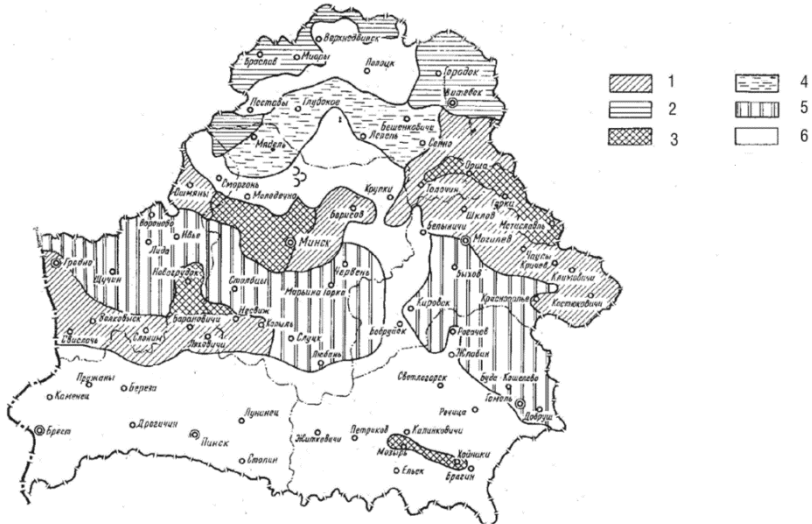 Верхнедвинск
Браслав
Миоры
Полоцк
Городок
Витебск
1
4
2
5
3
6
Поставы
Глубокое
Бешенковичи
Лепель
Сенно
Мядель
Сморгонь
Ошмяны
Молодечно
Крупки
Толочин
Орша
Горки
Борисов
Шклов
Мстиславль
Вороново
Ивье
Лида
Минск
Белыничи
Могилев
Чаусы
Кричев
Климовичи
Гродно
Щучин
Новогрудок
Столбцы
Червень
Марьина Горка
Быхов
Краснополье
Костюковичи
Волковыск
Барановичи
Несвиж
Копыль
Кировск
Свислочь
Слоним
Ляховичи
Слуцк
Бобруйск
Рогачев
Любань
Жлобин
Пружаны
Береза
Каменец
Светлогорск
Буда-Кошелево
Гомель
Добруш
Речица
Лунинец
Брест
Дрогичин
Пинск
Житковичи
Петриков
Калинковичи
Мозырь
Хойники
Столин
Ельск
Брагин